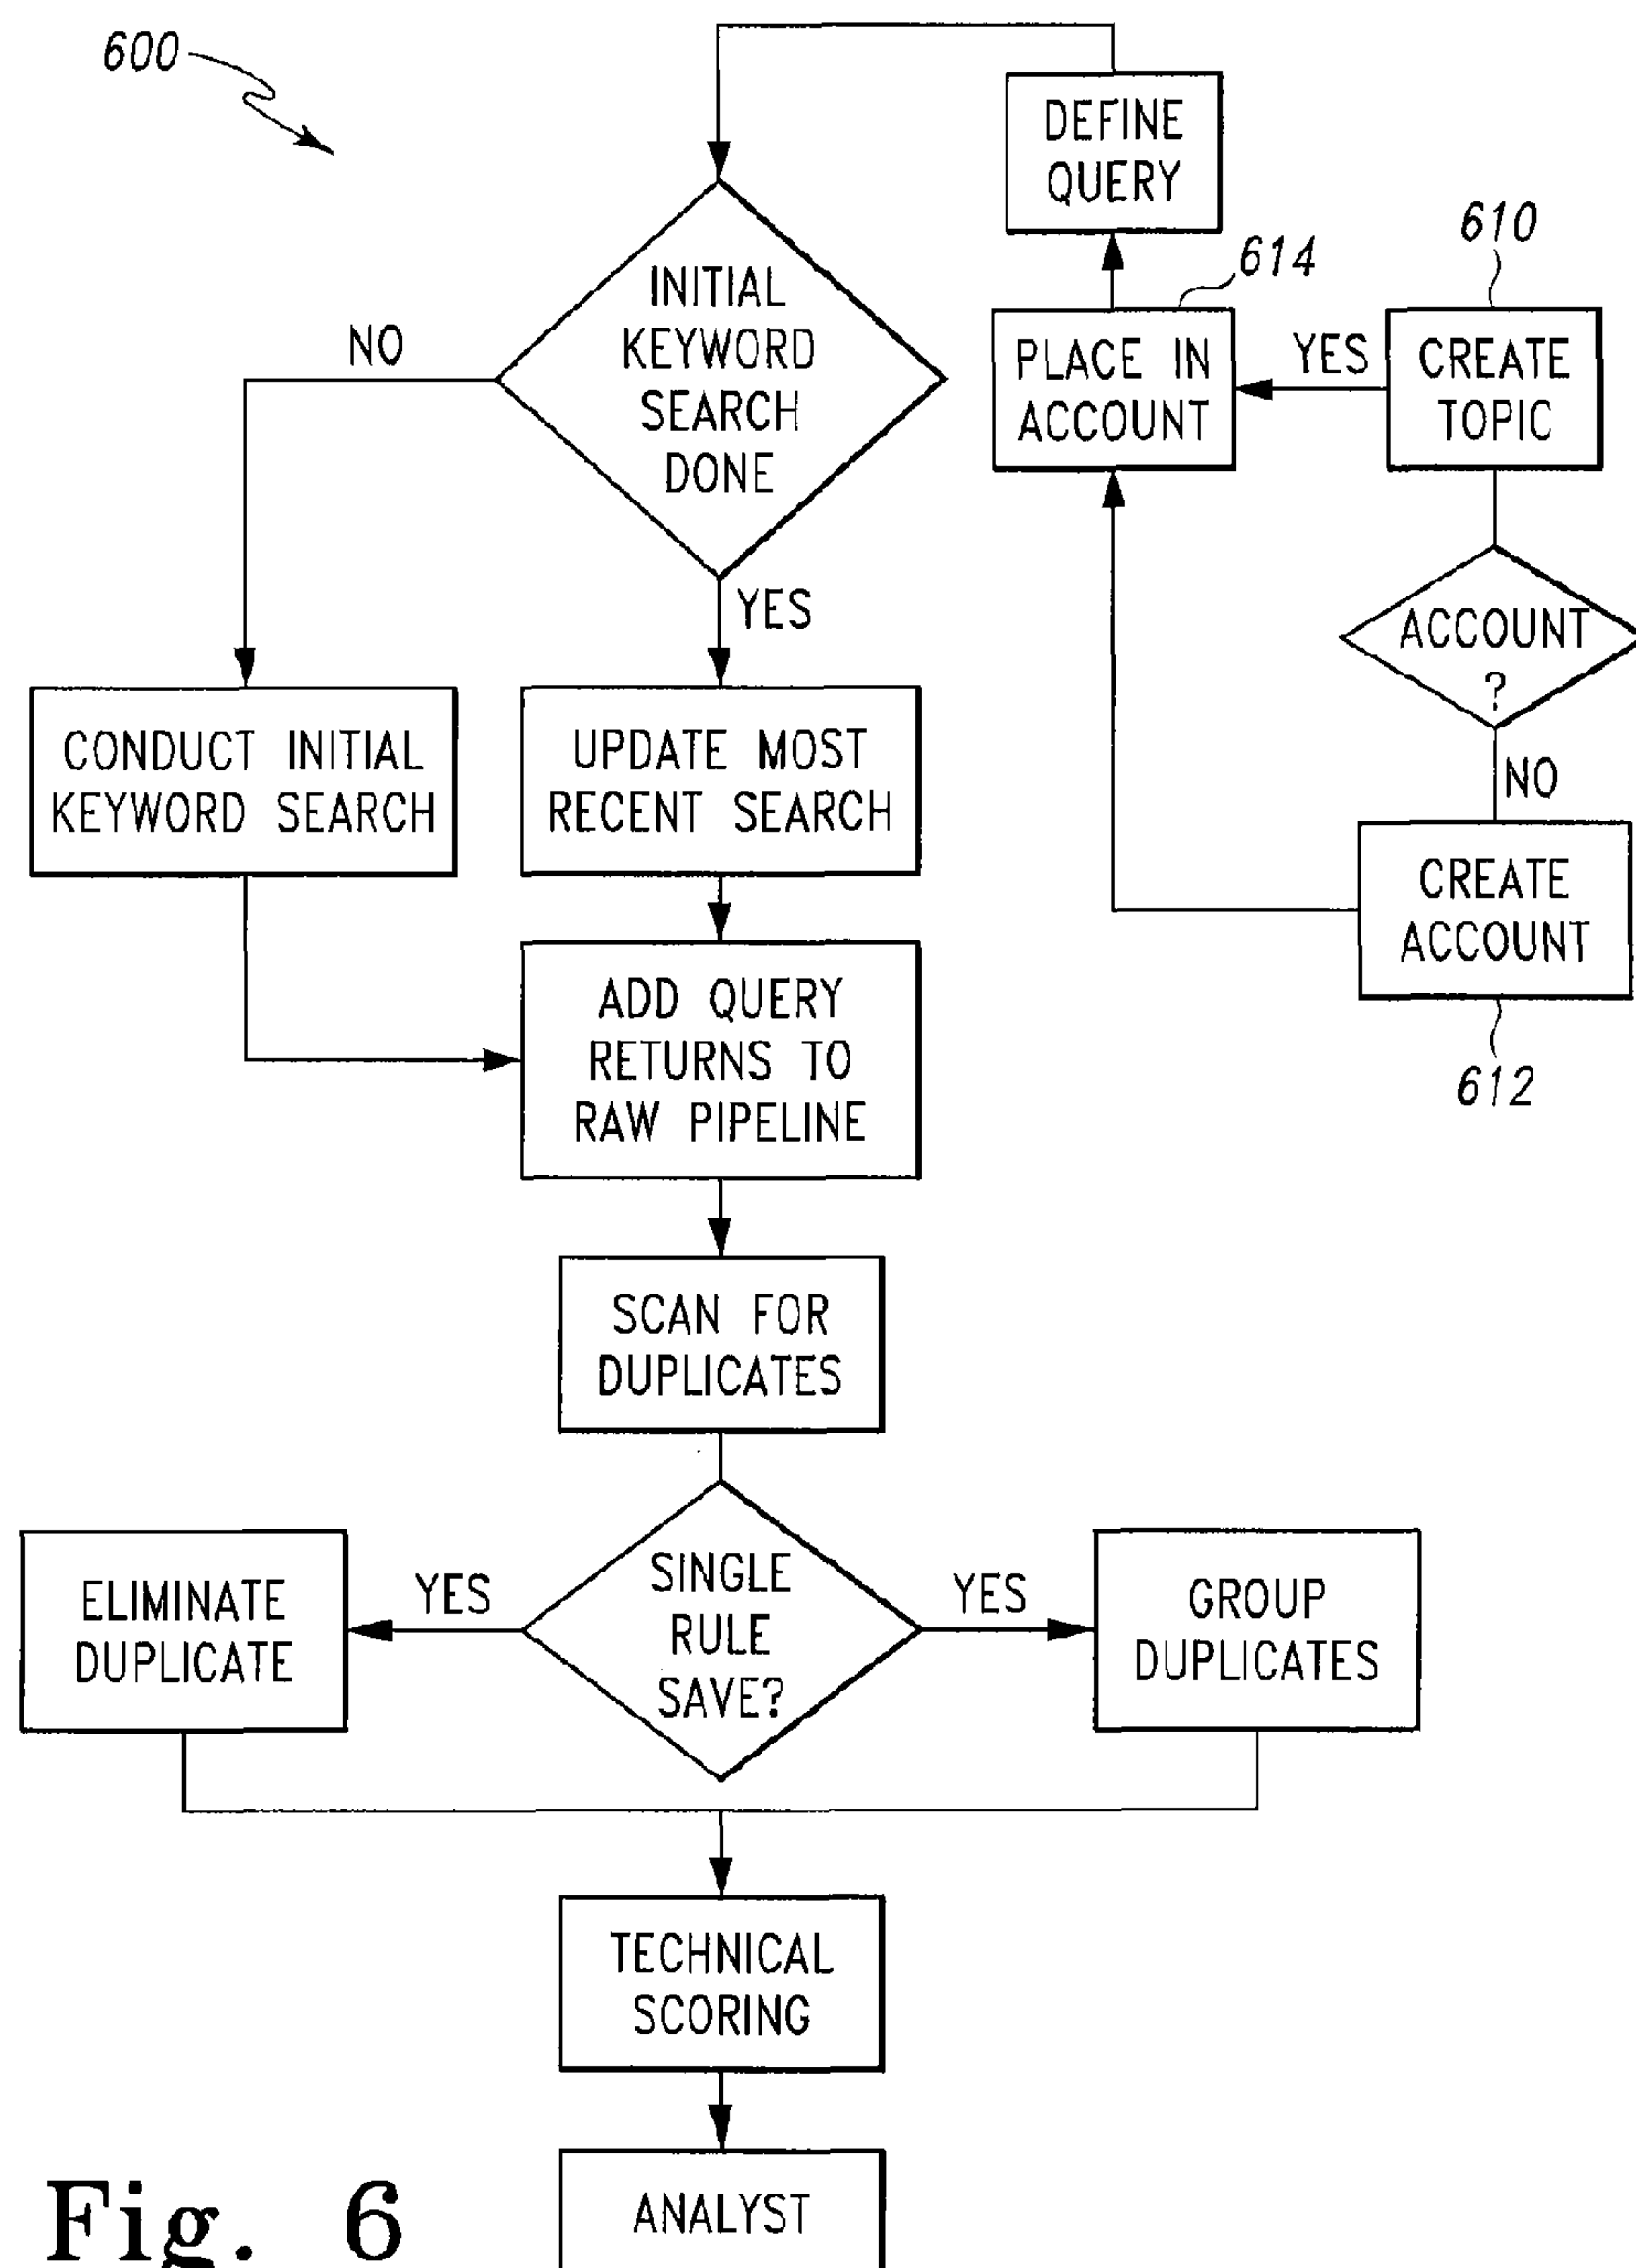 600
DEFINE
QUERY
610
614
INITIAL
KEYWORD
SEARCH
DONE
NO
PLACE IN
ACCOUNT
YES
CREATE
TOPIC
YES
ACCOUNT
?
NO
CONDUCT INITIAL
KEYWORD SEARCH
UPDATE MOST
RECENT SEARCH
CREATE
ACCOUNT
612
ADD QUERY
RETURNS TO
RAW PIPELINE
SCAN FOR
DUPLICATES
ELIMINATE
DUPLICATE
YES
SINGLE
RULE
SAVE?
YES
GROUP
DUPLICATES
TECHNICAL
SCORING
ANALYST
Fig. 6